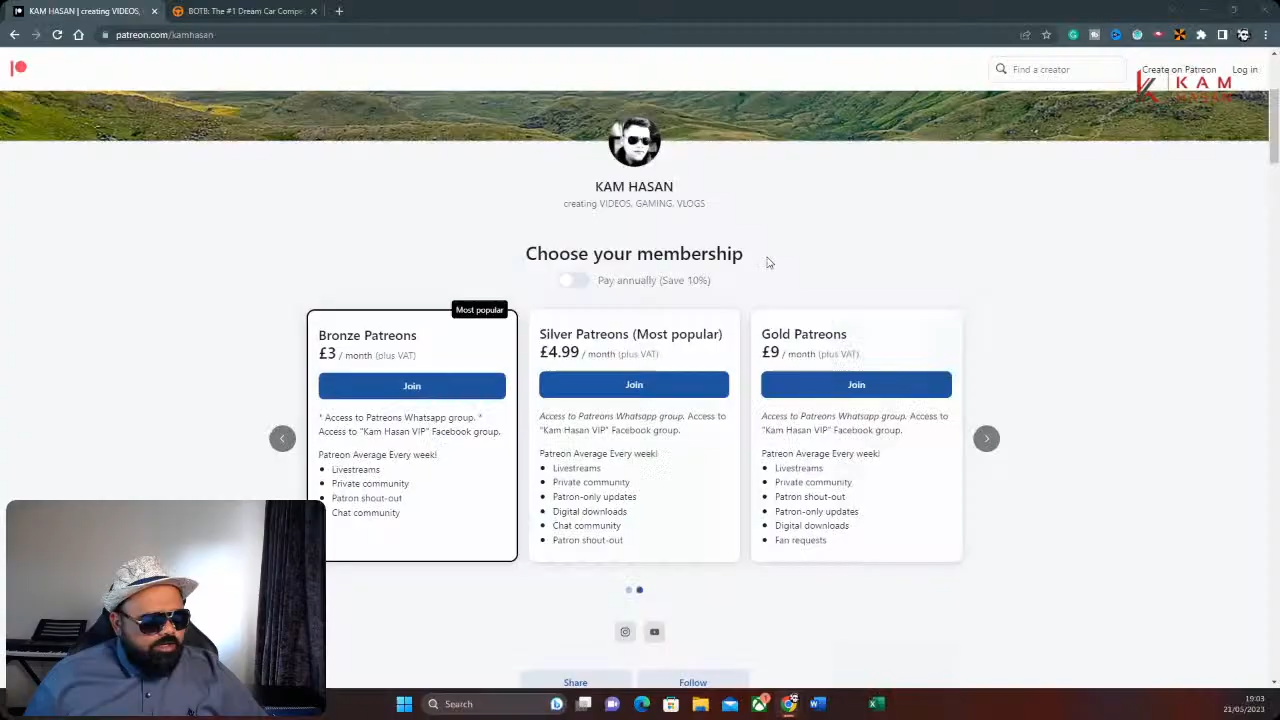 KAM HASAN | creating VIDEOS,
BOTB: The #1 Dream Car Comp
patreon.com/kamhasan
Find a creator
Create on Patreon
Log in
KAM
KAM HASAN
creating VIDEOS, GAMING, VLOGS
Choose your membership
Pay annually (Save 10%)
Most popular
Bronze Patreons
£3 / month (plus VAT)
Join
* Access to Patreons Whatsapp group. *
Access to "Kam Hasan VIP" Facebook group.
Patreon Average Every week!
Livestreams
Private community
Patron shout-out
Chat community
Silver Patreons (Most popular)
£4.99 / month (plus VAT)
Join
Access to Patreons Whatsapp group. Access to
"Kam Hasan VIP" Facebook group.
Patreon Average Every week!
Livestreams
Private community
Patron-only updates
Digital downloads
Chat community
Patron shout-out
Gold Patreons
£9 / month (plus VAT)
Join
Access to Patreons Whatsapp group. Access to
"Kam Hasan VIP" Facebook group.
Patreon Average Every week!
Livestreams
Private community
Patron shout-out
Patron-only updates
Digital downloads
Fan requests
Share
Follow
Search
19:03
21/05/2023